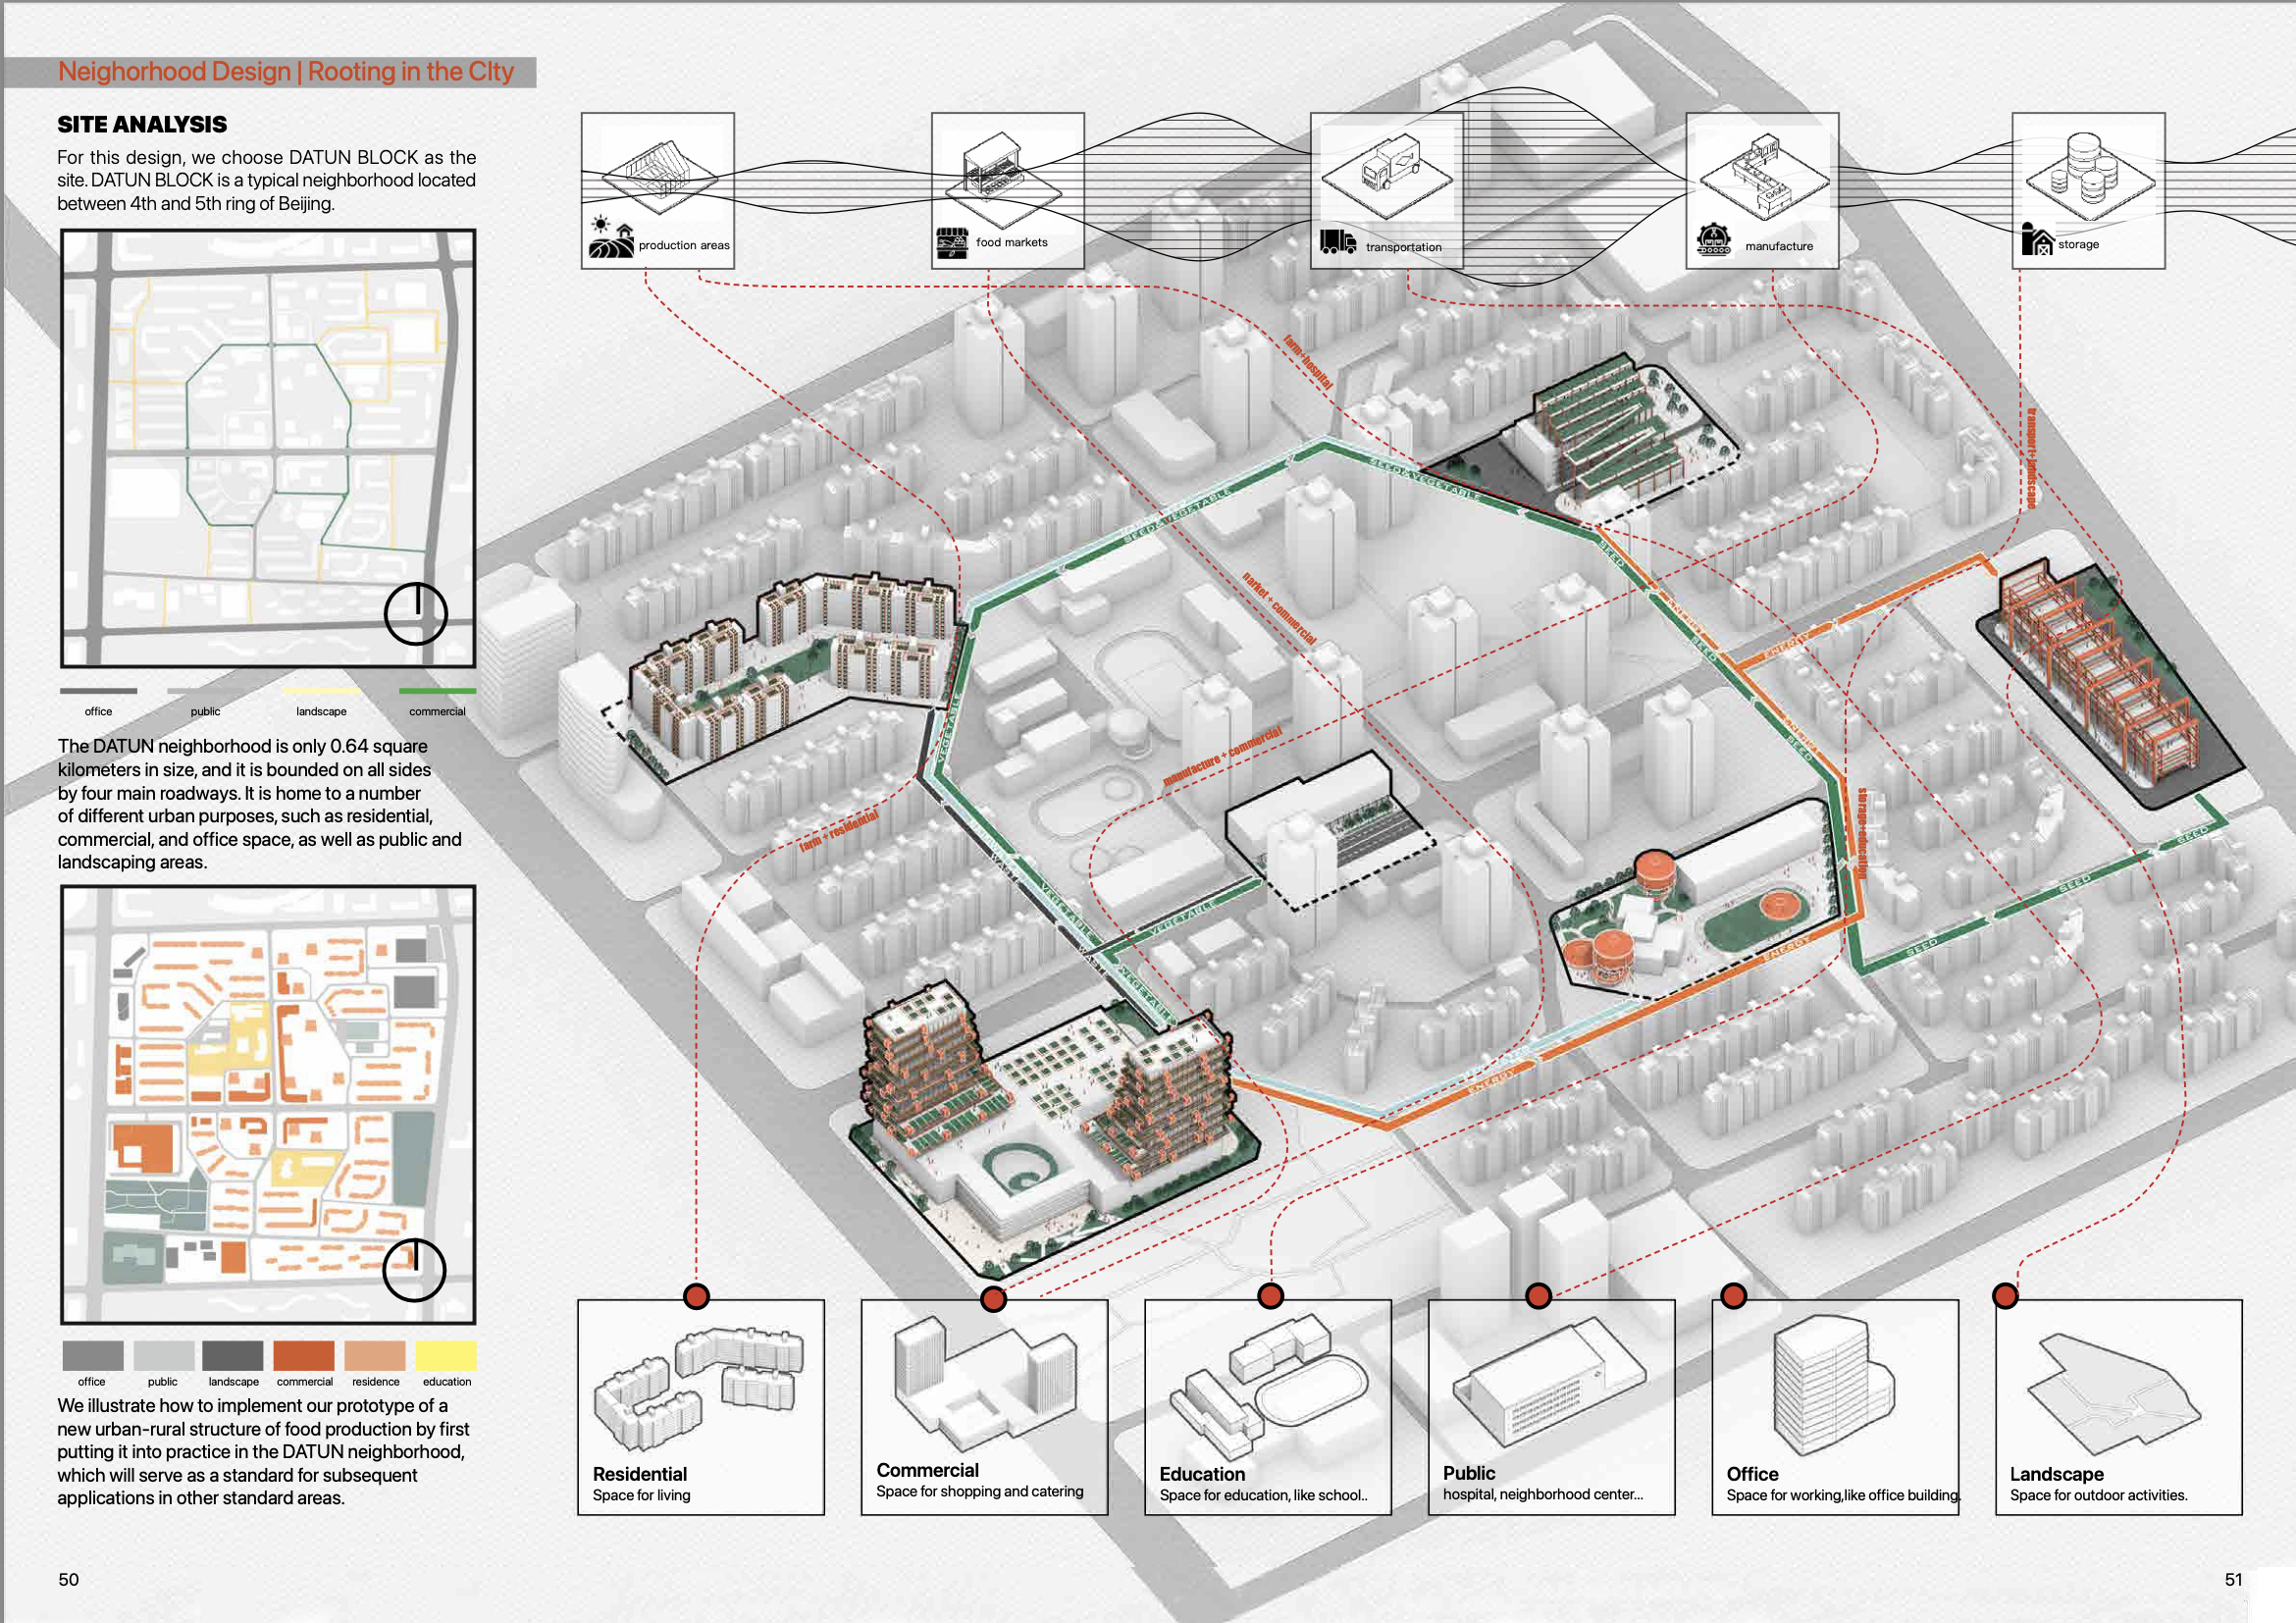 Neighorhood Design | Rooting in the CIty
SITE ANALYSIS
For this design, we choose DATUN BLOCK as the
site. DATUN BLOCK is a typical neighborhood located
between 4th and 5th ring of Beijing.
office
public
landscape
commercial
The DATUN neighborhood is only 0.64 square
kilometers in size, and it is bounded on all sides
by four main roadways. It is home to a number
of different urban purposes, such as residential,
commercial, and office space, as well as public and
landscaping areas.
office
public
landscape
commercial
residence
education
We illustrate how to implement our prototype of a
new urban-rural structure of food production by first
putting it into practice in the DATUN neighborhood,
which will serve as a standard for subsequent
applications in other standard areas.
50
production areas
food markets
transportation
manufacture
storage
farm+hospital
transport+ landscape
market + commercial
manufacture + commercial
farm + residential
storage+education
SEED&VEGETABLE
SEED&VEGETABLE
SEED
ENERGY
SEED
ENERGY
ENERGY
SEED
VEGETABLE
WASTE
VEGETABLE
VEGETABLE
WASTE
VEGETABLE
SEED
SEED
SEED
ENERGY
ENERGY
Residential
Space for living
Commercial
Space for shopping and catering
Education
Space for education, like school..
Public
hospital, neighborhood center...
Office
Space for working,like office building.
Landscape
Space for outdoor activities.
51